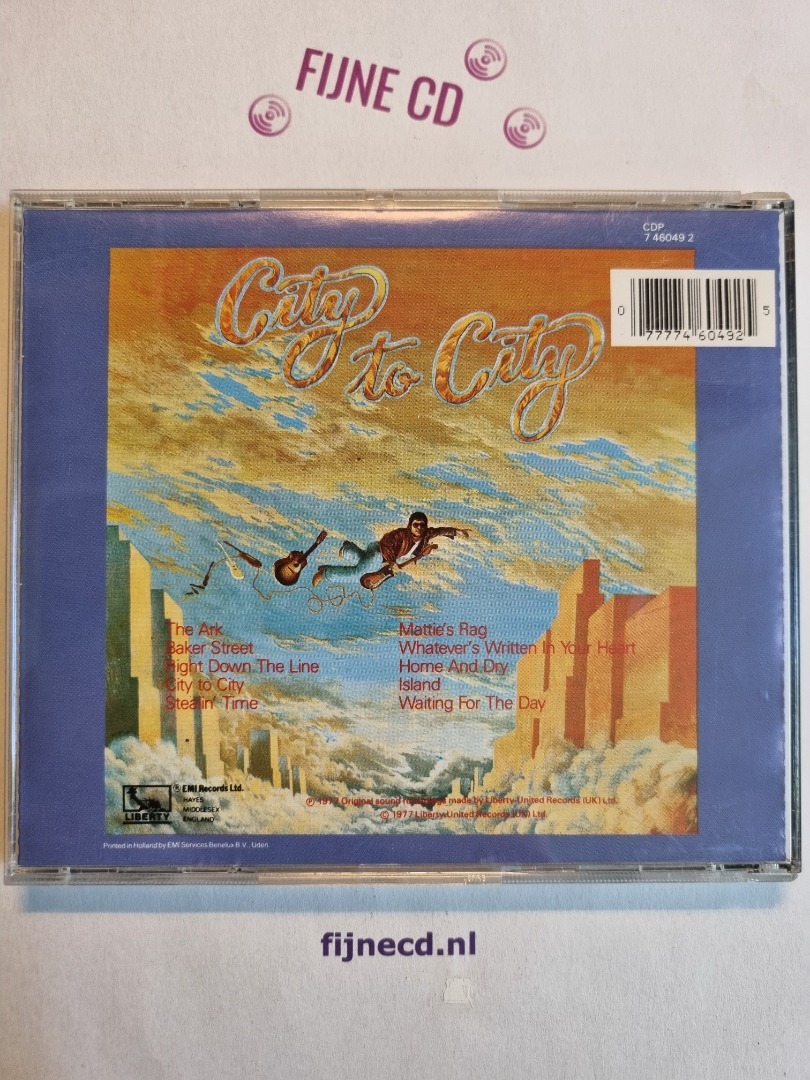 FIJNE CD
CDP
7 46049 2
0 77774 60492 5
City to City
The Ark
Baker Street
Right Down The Line
City to City
Stealin' Time
Mattie's Rag
Whatever's Written In Your Heart
Home And Dry
Island
Waiting For The Day
LIBERTY
® EMI Records Ltd.
HAYES
MIDDLESEX
ENGLAND
℗ 1977 Original sound recordings made by Liberty-United Records (UK) Ltd.
© 1977 Liberty-United Records (UK) Ltd.
Printed in Holland by EMI Services Benelux B.V., Uden.
fijnecd.nl